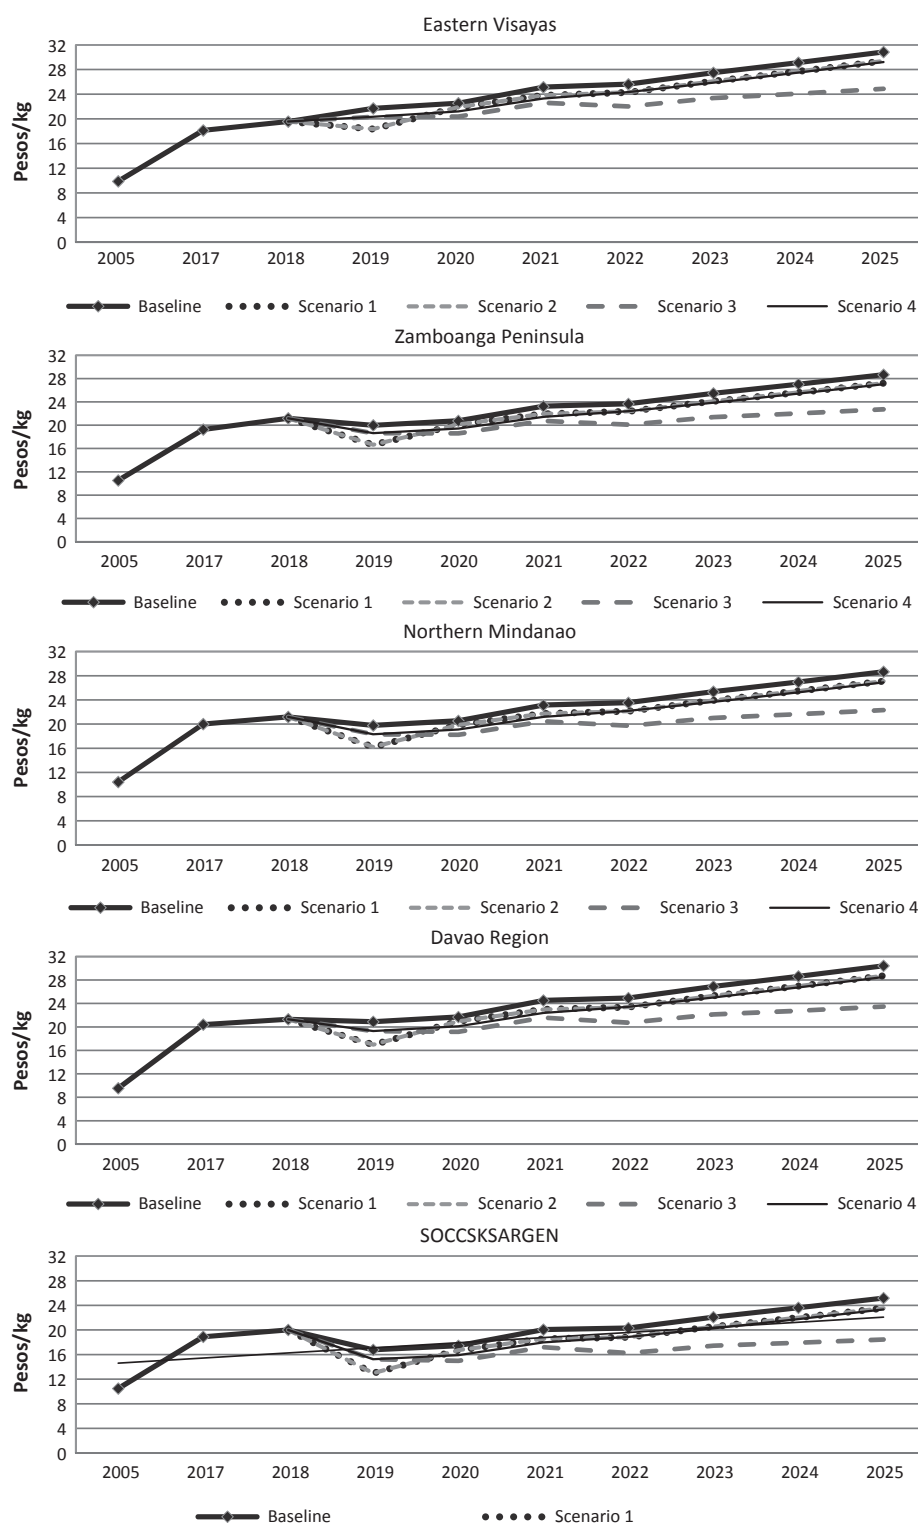 Eastern Visayas
Pesos/kg
32
28
24
20
16
12
8
4
0
2005 2017 2018 2019 2020 2021 2022 2023 2024 2025
Baseline Scenario 1 Scenario 2 Scenario 3 Scenario 4
Zamboanga Peninsula
Pesos/kg
32
28
24
20
16
12
8
4
0
2005 2017 2018 2019 2020 2021 2022 2023 2024 2025
Baseline Scenario 1 Scenario 2 Scenario 3 Scenario 4
Northern Mindanao
Pesos/kg
32
28
24
20
16
12
8
4
0
2005 2017 2018 2019 2020 2021 2022 2023 2024 2025
Baseline Scenario 1 Scenario 2 Scenario 3 Scenario 4
Davao Region
Pesos/kg
32
28
24
20
16
12
8
4
0
2005 2017 2018 2019 2020 2021 2022 2023 2024 2025
Baseline Scenario 1 Scenario 2 Scenario 3 Scenario 4
SOCCSKSARGEN
Pesos/kg
32
28
24
20
16
12
8
4
0
2005 2017 2018 2019 2020 2021 2022 2023 2024 2025
Baseline Scenario 1